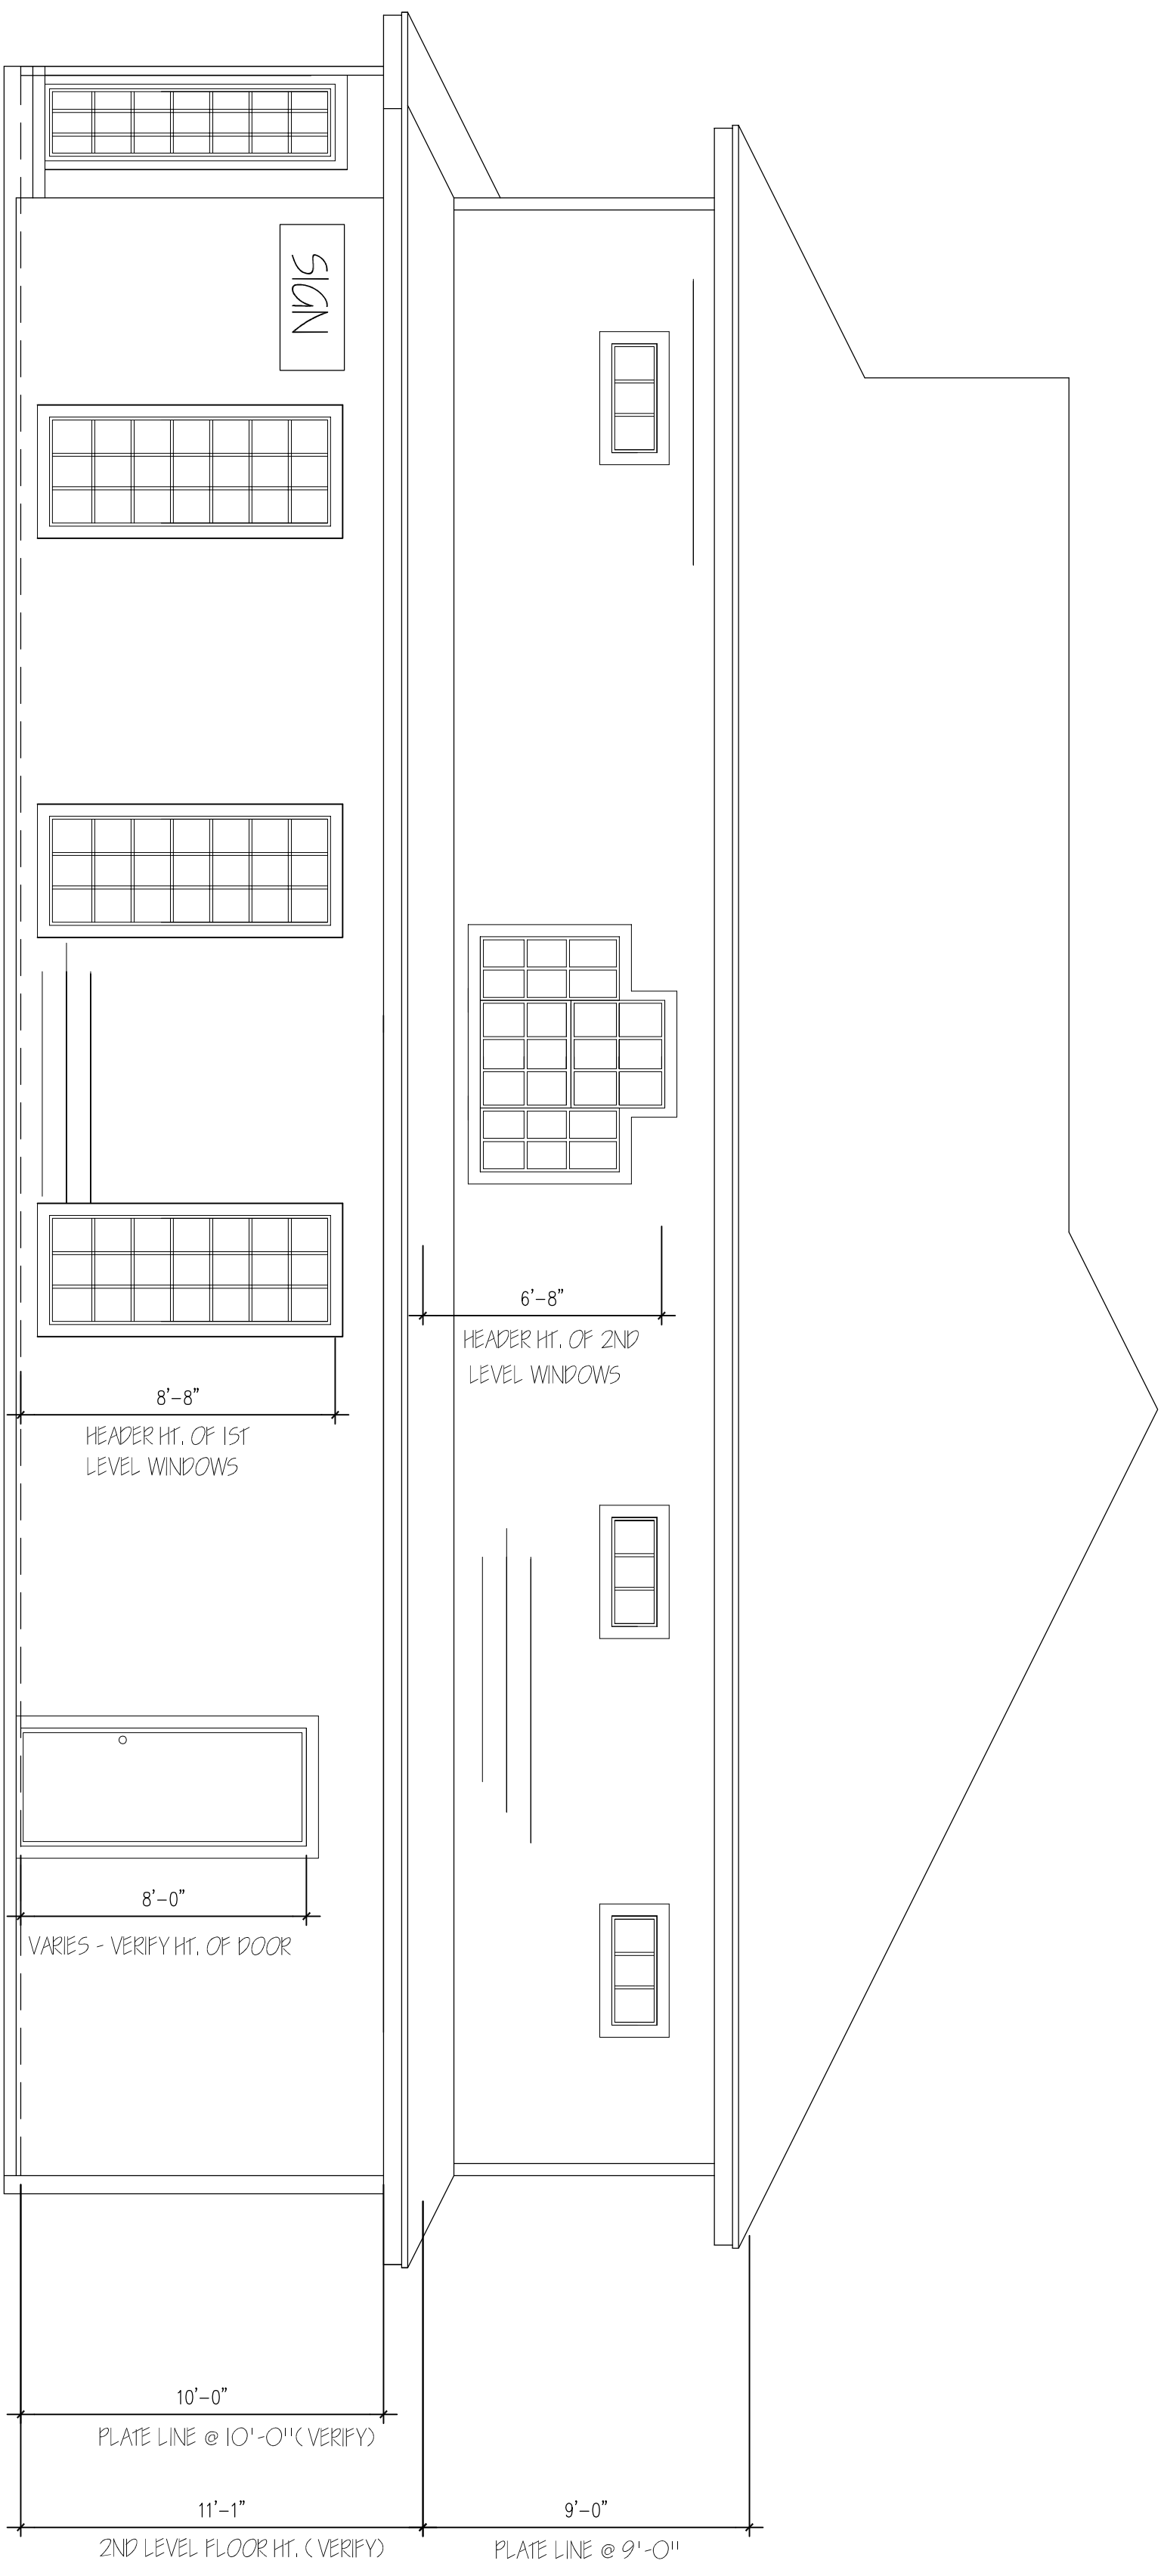 SIGN
6'-8"
HEADER HT. OF 2ND
LEVEL WINDOWS
8'-8"
HEADER HT. OF 1ST
LEVEL WINDOWS
8'-0"
VARIES - VERIFY HT. OF DOOR
10'-0"
PLATE LINE @ 10'-0" (VERIFY)
11'-1"
2ND LEVEL FLOOR HT. (VERIFY)
9'-0"
PLATE LINE @ 9'-0"